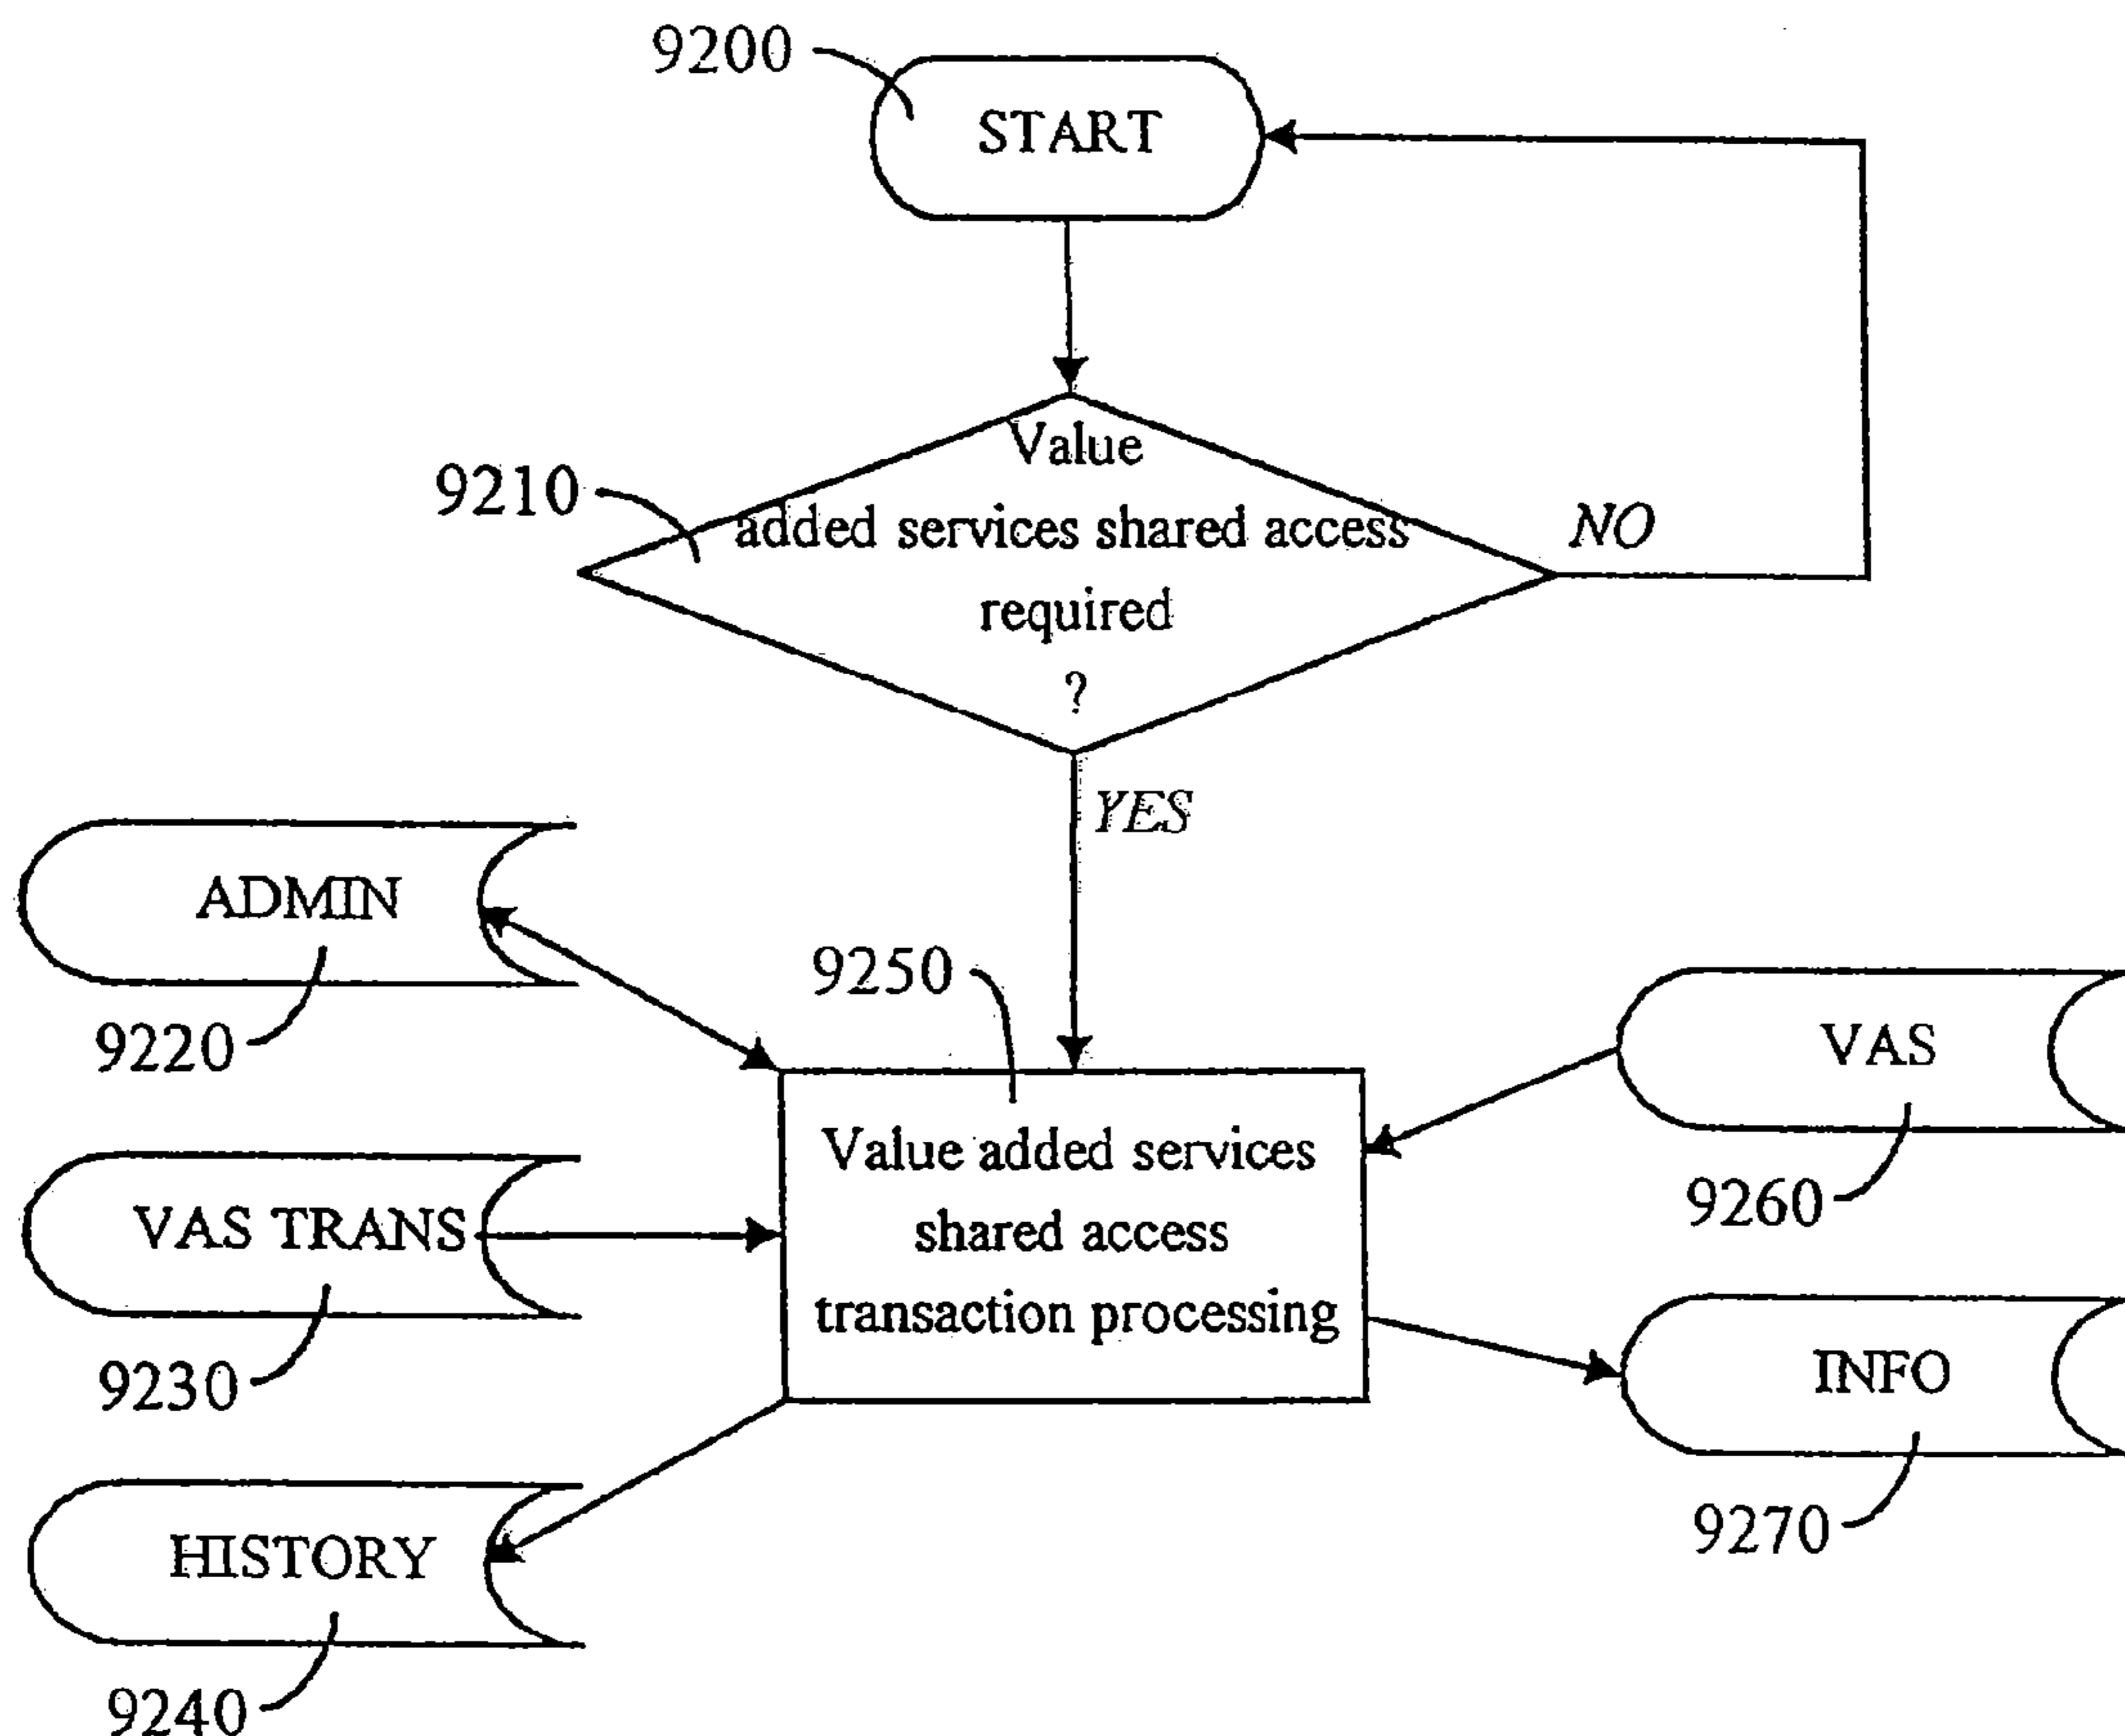 9200
START
9210
Value
added services shared access
required
?
NO
YES
ADMIN
9220
9250
VAS
9260
Value added services
shared access
transaction processing
VAS TRANS
9230
INFO
9270
HISTORY
9240